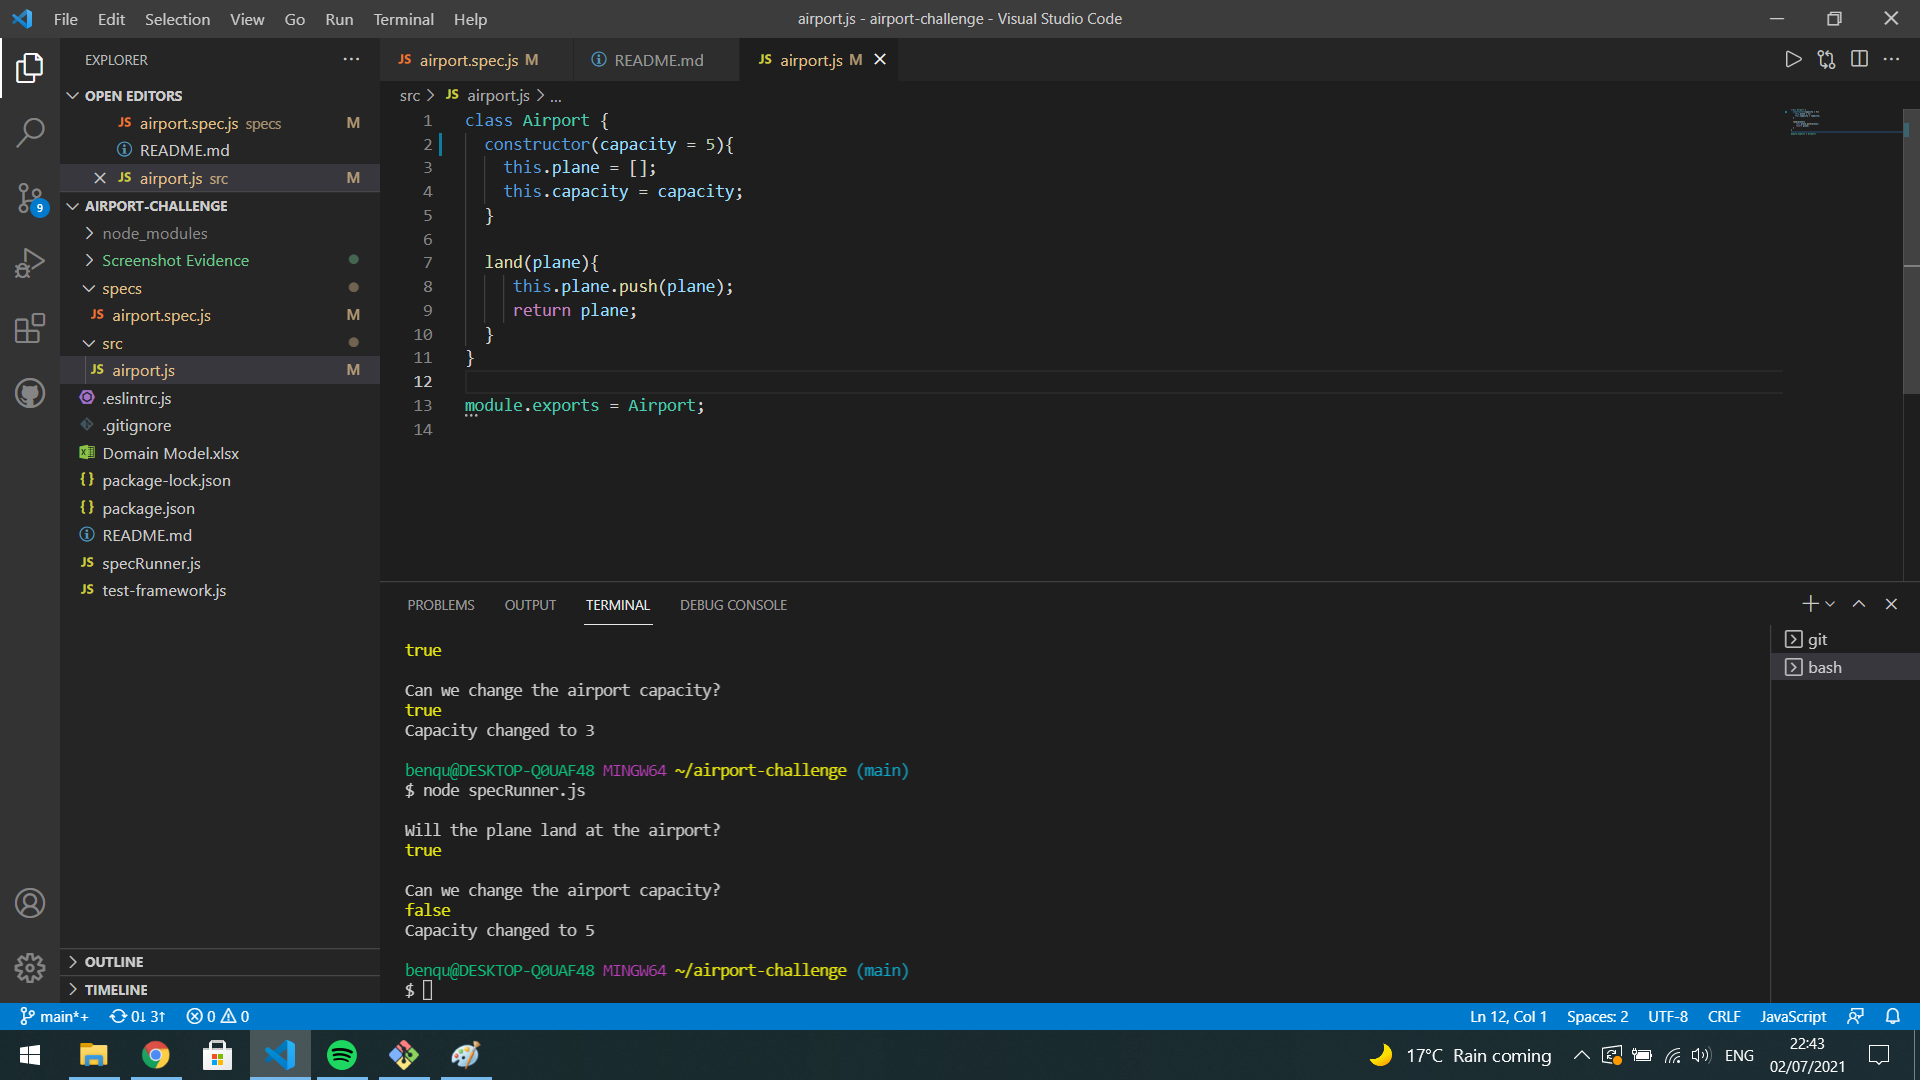 File Edit Selection View Go Run Terminal Help
airport.js - airport-challenge - Visual Studio Code
EXPLORER
OPEN EDITORS
JS airport.spec.js specs M
README.md
JS airport.js src M
AIRPORT-CHALLENGE
node_modules
Screenshot Evidence
specs
JS airport.spec.js M
src
JS airport.js M
.eslintrc.js
.gitignore
Domain Model.xlsx
{} package-lock.json
{} package.json
README.md
JS specRunner.js
JS test-framework.js
OUTLINE
TIMELINE
9
JS airport.spec.js M
README.md
JS airport.js M
src > JS airport.js > ...
1 class Airport {
2 constructor(capacity = 5){
3 this.plane = [];
4 this.capacity = capacity;
5 }
6
7 land(plane){
8 this.plane.push(plane);
9 return plane;
10 }
11 }
12
13 module.exports = Airport;
14
PROBLEMS OUTPUT TERMINAL DEBUG CONSOLE
true
Can we change the airport capacity?
true
Capacity changed to 3
benqu@DESKTOP-Q0UAF48 MINGW64 ~/airport-challenge (main)
$ node specRunner.js
Will the plane land at the airport?
true
Can we change the airport capacity?
false
Capacity changed to 5
benqu@DESKTOP-Q0UAF48 MINGW64 ~/airport-challenge (main)
$
git
bash
main*+ 0↓ 3↑ 0 0
Ln 12, Col 1 Spaces: 2 UTF-8 CRLF JavaScript
17°C Rain coming ENG
22:43
02/07/2021